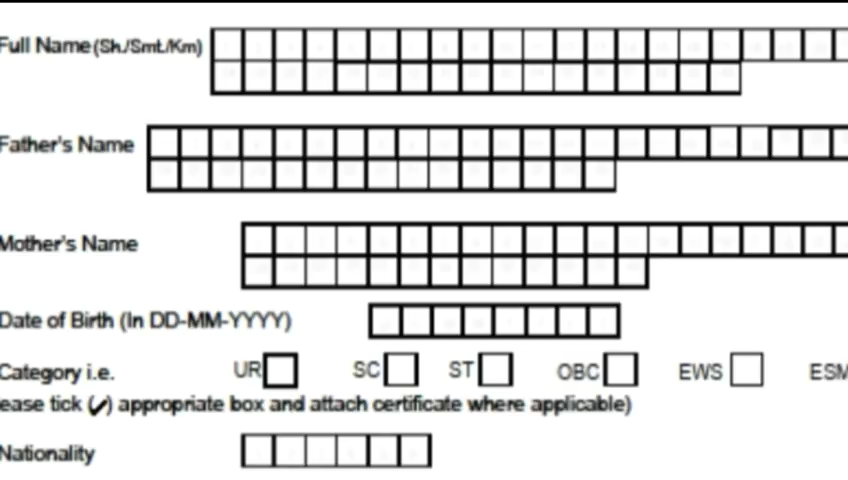 Full Name (Sh./Smt./Km)
Father's Name
Mother's Name
Date of Birth (In DD-MM-YYYY)
Category i.e. UR SC ST OBC EWS ESM
ease tick (✓) appropriate box and attach certificate where applicable)
Nationality